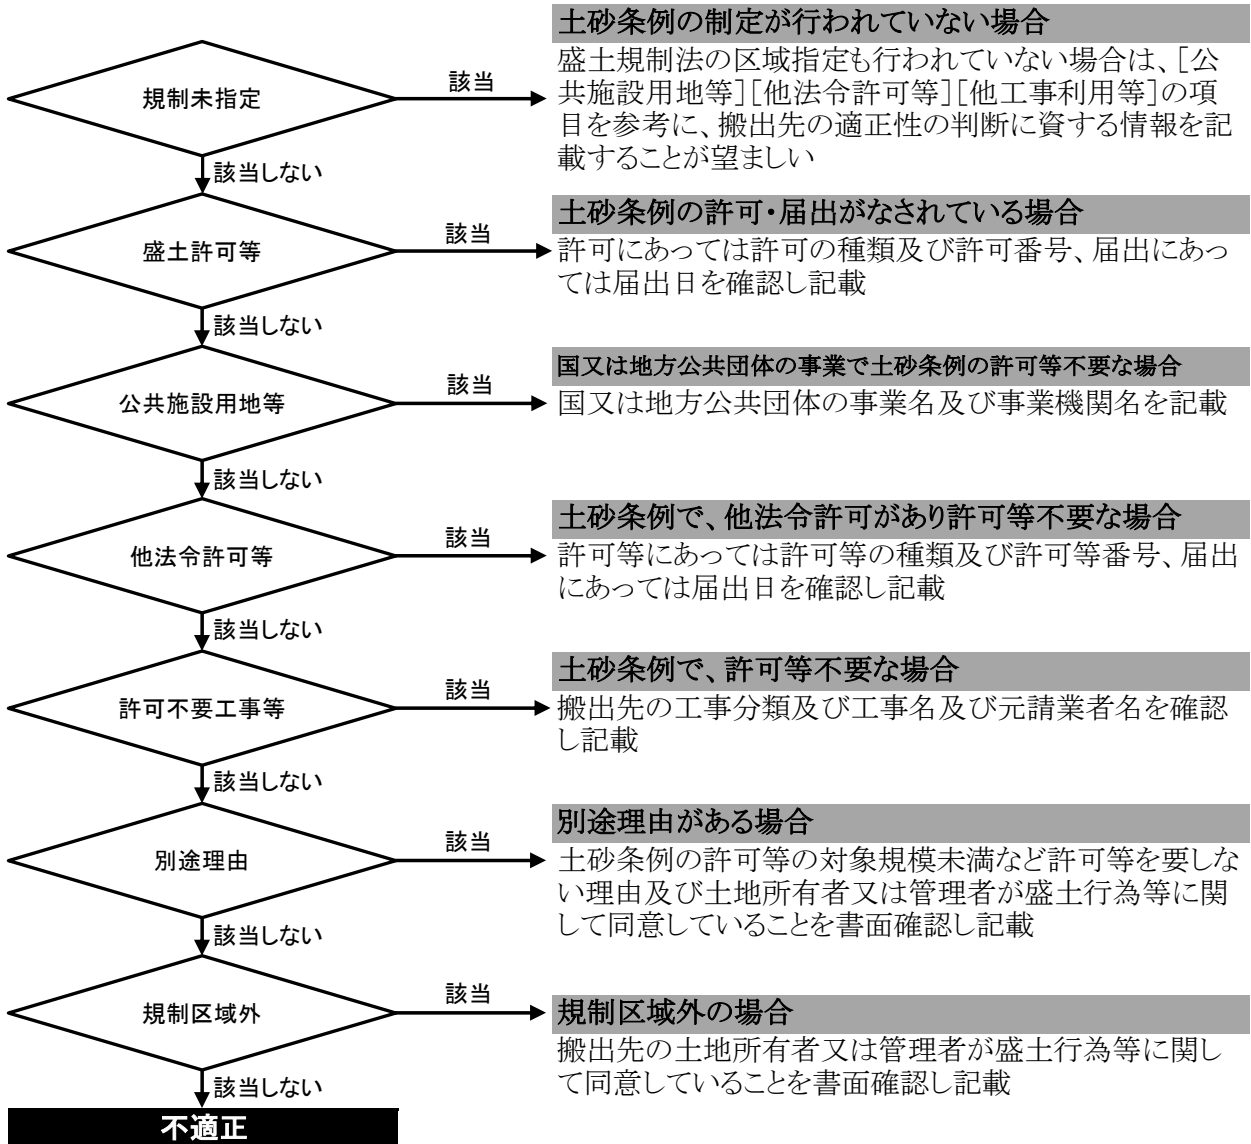 土砂条例の制定が行われていない場合
規制未指定
該当
盛土規制法の区域指定も行われていない場合は、[公
共施設用地等][他法令許可等][他工事利用等]の項
目を参考に、搬出先の適正性の判断に資する情報を記
載することが望ましい
該当しない
土砂条例の許可・届出がなされている場合
盛土許可等
該当
許可にあっては許可の種類及び許可番号、届出にあっ
ては届出日を確認し記載
該当しない
国又は地方公共団体の事業で土砂条例の許可等不要な場合
公共施設用地等
該当
国又は地方公共団体の事業名及び事業機関名を記載
該当しない
土砂条例で、他法令許可があり許可等不要な場合
他法令許可等
該当
許可等にあっては許可等の種類及び許可等番号、届出
にあっては届出日を確認し記載
該当しない
土砂条例で、許可等不要な場合
許可不要工事等
該当
搬出先の工事分類及び工事名及び元請業者名を確認
し記載
該当しない
別途理由がある場合
別途理由
該当
土砂条例の許可等の対象規模未満など許可等を要しな
い理由及び土地所有者又は管理者が盛土行為等に関
して同意していることを書面確認し記載
該当しない
規制区域外の場合
規制区域外
該当
搬出先の土地所有者又は管理者が盛土行為等に関し
て同意していることを書面確認し記載
該当しない
不適正